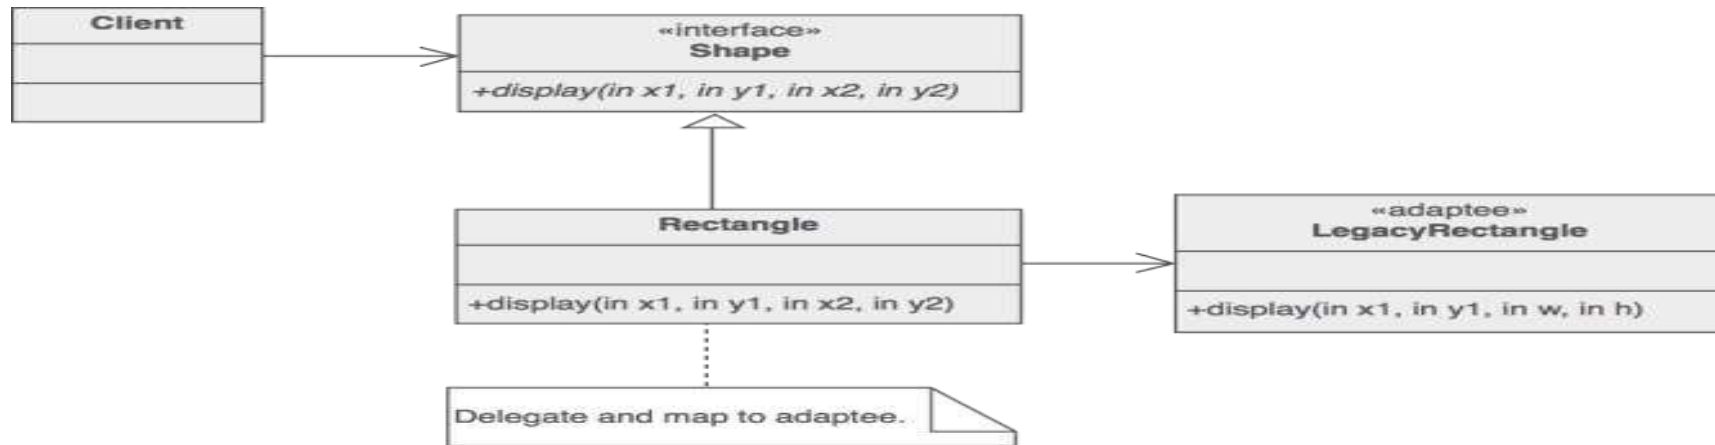 Client
«interface»
Shape
+display(in x1, in y1, in x2, in y2)
Rectangle
+display(in x1, in y1, in x2, in y2)
«adaptee»
LegacyRectangle
+display(in x1, in y1, in w, in h)
Delegate and map to adaptee.